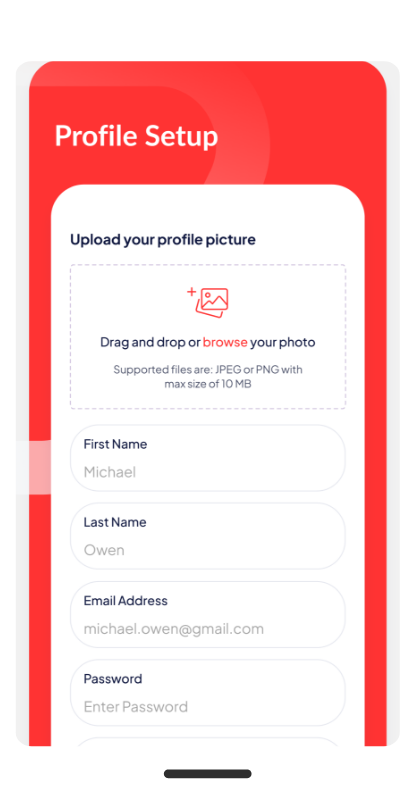 Profile Setup
Upload your profile picture
Drag and drop or browse your photo
Supported files are: JPEG or PNG with
max size of 10 MB
First Name
Michael
Last Name
Owen
Email Address
michael.owen@gmail.com
Password
Enter Password